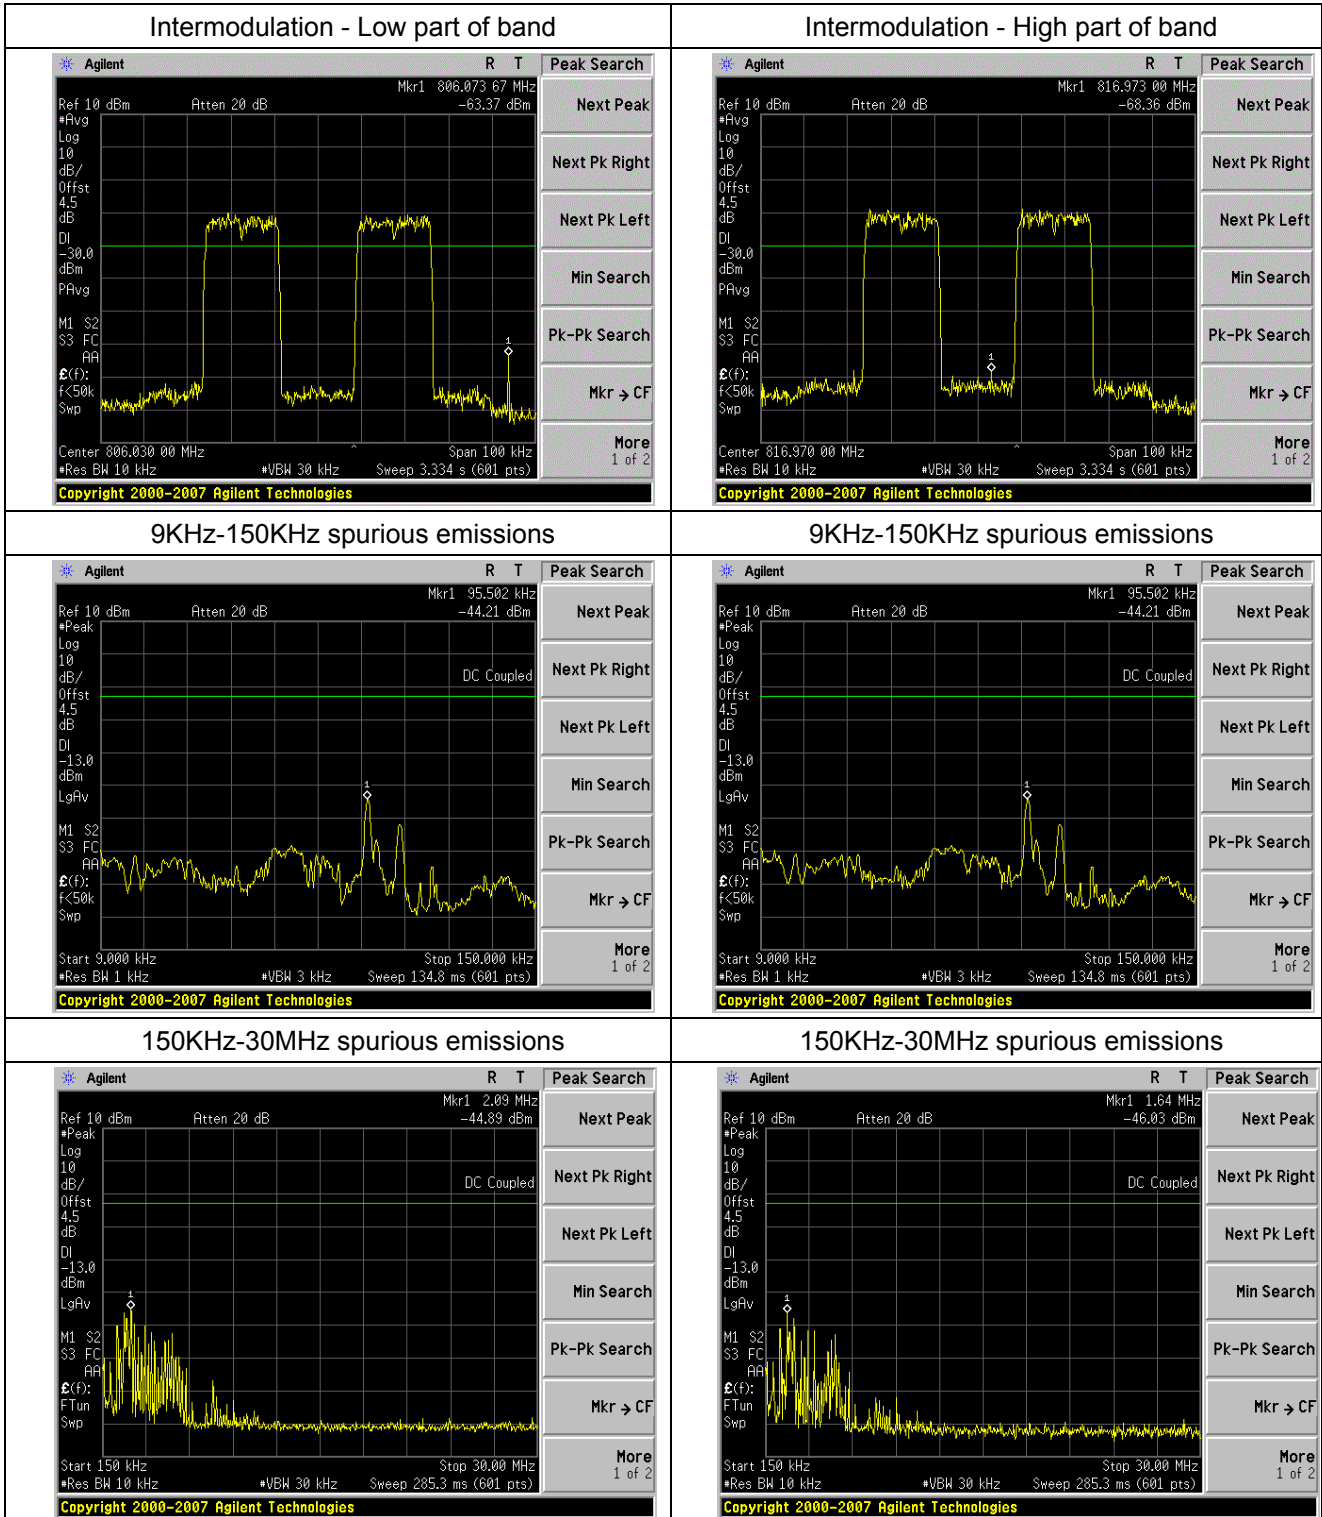 Intermodulation - Low part of band
Agilent R T Peak Search
Mkr1 806.073 67 MHz
Ref 10 dBm Atten 20 dB -63.37 dBm
#Avg
Log
10
dB/
Offst
4.5
dB
DI
-30.0
dBm
PAvg
M1 S2
S3 FC
AA
£(f):
f<50k
Swp
1
Center 806.030 00 MHz Span 100 kHz
#Res BW 10 kHz #VBW 30 kHz Sweep 3.334 s (601 pts)
Copyright 2000-2007 Agilent Technologies
Next Peak
Next Pk Right
Next Pk Left
Min Search
Pk-Pk Search
Mkr → CF
More
1 of 2
Intermodulation - High part of band
Agilent R T Peak Search
Mkr1 816.973 00 MHz
Ref 10 dBm Atten 20 dB -68.36 dBm
#Avg
Log
10
dB/
Offst
4.5
dB
DI
-30.0
dBm
PAvg
M1 S2
S3 FC
AA
£(f):
f<50k
Swp
1
Center 816.970 00 MHz Span 100 kHz
#Res BW 10 kHz #VBW 30 kHz Sweep 3.334 s (601 pts)
Copyright 2000-2007 Agilent Technologies
Next Peak
Next Pk Right
Next Pk Left
Min Search
Pk-Pk Search
Mkr → CF
More
1 of 2
9KHz-150KHz spurious emissions
Agilent R T Peak Search
Mkr1 95.502 kHz
Ref 10 dBm Atten 20 dB -44.21 dBm
#Peak
Log
10
dB/
Offst
4.5
dB
DI
-13.0
dBm
LgAv
M1 S2
S3 FC
AA
£(f):
f<50k
Swp
DC Coupled
1
Start 9.000 kHz Stop 150.000 kHz
#Res BW 1 kHz #VBW 3 kHz Sweep 134.8 ms (601 pts)
Copyright 2000-2007 Agilent Technologies
Next Peak
Next Pk Right
Next Pk Left
Min Search
Pk-Pk Search
Mkr → CF
More
1 of 2
9KHz-150KHz spurious emissions
Agilent R T Peak Search
Mkr1 95.502 kHz
Ref 10 dBm Atten 20 dB -44.21 dBm
#Peak
Log
10
dB/
Offst
4.5
dB
DI
-13.0
dBm
LgAv
M1 S2
S3 FC
AA
£(f):
f<50k
Swp
DC Coupled
1
Start 9.000 kHz Stop 150.000 kHz
#Res BW 1 kHz #VBW 3 kHz Sweep 134.8 ms (601 pts)
Copyright 2000-2007 Agilent Technologies
Next Peak
Next Pk Right
Next Pk Left
Min Search
Pk-Pk Search
Mkr → CF
More
1 of 2
150KHz-30MHz spurious emissions
Agilent R T Peak Search
Mkr1 2.09 MHz
Ref 10 dBm Atten 20 dB -44.89 dBm
#Peak
Log
10
dB/
Offst
4.5
dB
DI
-13.0
dBm
LgAv
M1 S2
S3 FC
AA
£(f):
FTun
Swp
DC Coupled
1
Start 150 kHz Stop 30.00 MHz
#Res BW 10 kHz #VBW 30 kHz Sweep 285.3 ms (601 pts)
Copyright 2000-2007 Agilent Technologies
Next Peak
Next Pk Right
Next Pk Left
Min Search
Pk-Pk Search
Mkr → CF
More
1 of 2
150KHz-30MHz spurious emissions
Agilent R T Peak Search
Mkr1 1.64 MHz
Ref 10 dBm Atten 20 dB -46.03 dBm
#Peak
Log
10
dB/
Offst
4.5
dB
DI
-13.0
dBm
LgAv
M1 S2
S3 FC
AA
£(f):
FTun
Swp
DC Coupled
1
Start 150 kHz Stop 30.00 MHz
#Res BW 10 kHz #VBW 30 kHz Sweep 285.3 ms (601 pts)
Copyright 2000-2007 Agilent Technologies
Next Peak
Next Pk Right
Next Pk Left
Min Search
Pk-Pk Search
Mkr → CF
More
1 of 2